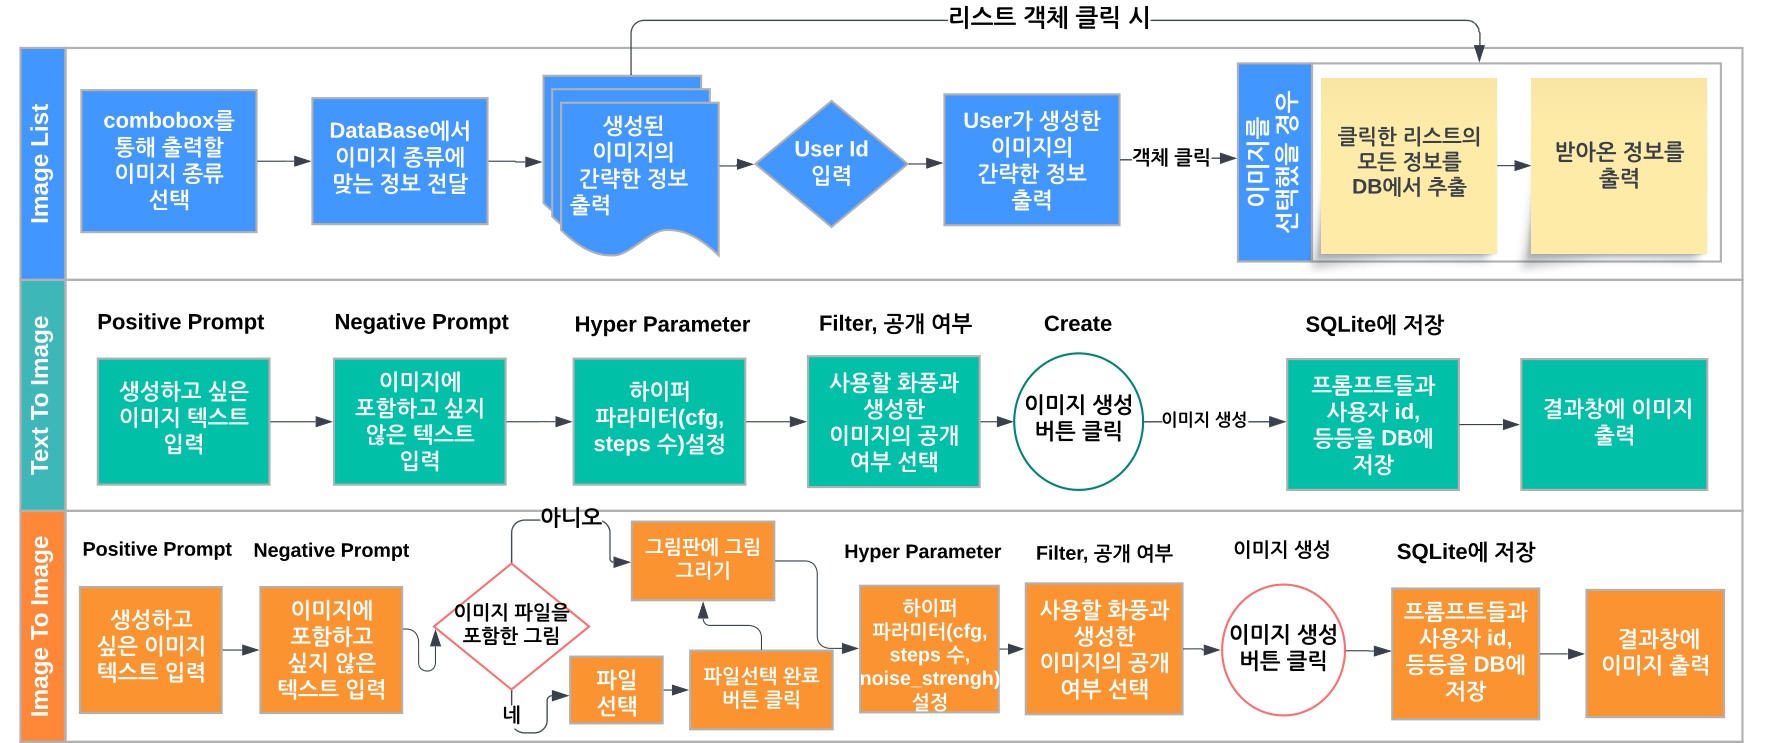 리스트 객체 클릭 시
Image List
combobox를
통해 출력할
이미지 종류
선택
DataBase에서
이미지 종류에
맞는 정보 전달
생성된
이미지의
간략한 정보
출력
User Id
입력
User가 생성한
이미지의
간략한 정보
출력
객체 클릭
이미지를
선택했을 경우
클릭한 리스트의
모든 정보를
DB에서 추출
받아온 정보를
출력
Text To Image
Positive Prompt
생성하고 싶은
이미지 텍스트
입력
Negative Prompt
이미지에
포함하고 싶지
않은 텍스트
입력
Hyper Parameter
하이퍼
파라미터(cfg,
steps 수)설정
Filter, 공개 여부
사용할 화풍과
생성한
이미지의 공개
여부 선택
Create
이미지 생성
버튼 클릭
이미지 생성
SQLite에 저장
프롬프트들과
사용자 id,
등등을 DB에
저장
결과창에 이미지
출력
Image To Image
Positive Prompt
생성하고
싶은 이미지
텍스트 입력
Negative Prompt
이미지에
포함하고
싶지 않은
텍스트 입력
이미지 파일을
포함한 그림
아니오
그림판에 그림
그리기
네
파일
선택
파일선택 완료
버튼 클릭
Hyper Parameter
하이퍼
파라미터(cfg,
steps 수,
noise_strengh)
설정
Filter, 공개 여부
사용할 화풍과
생성한
이미지의 공개
여부 선택
이미지 생성
이미지 생성
버튼 클릭
SQLite에 저장
프롬프트들과
사용자 id,
등등을 DB에
저장
결과창에
이미지 출력